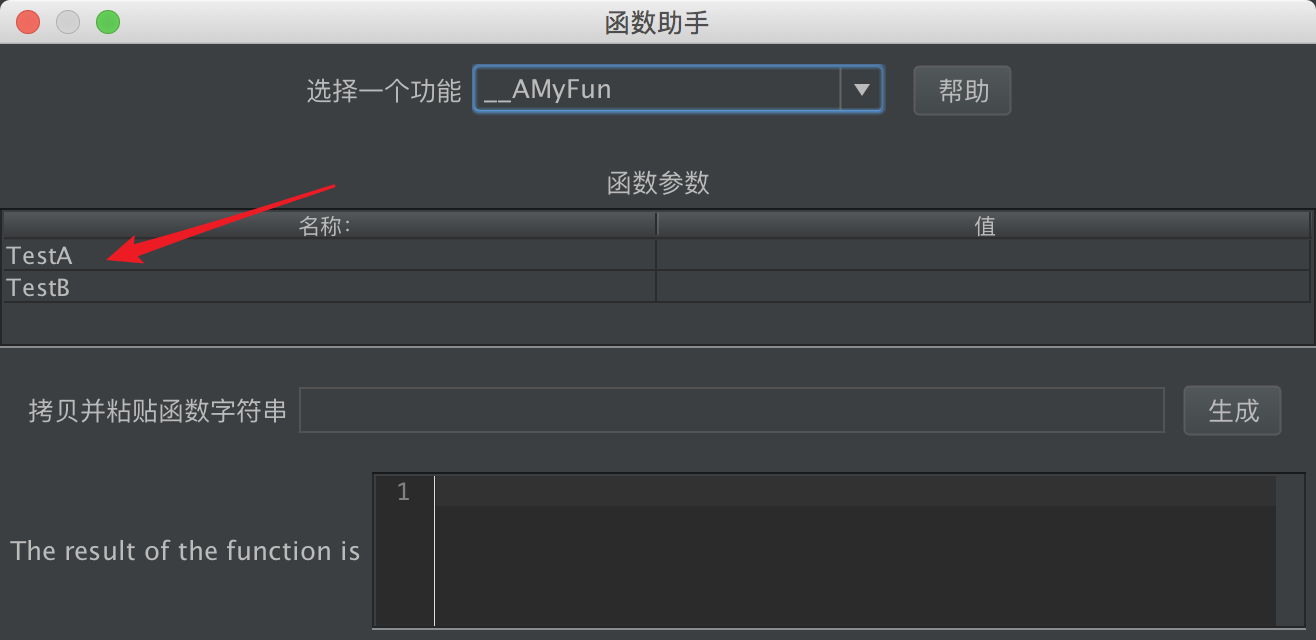 函数助手
选择一个功能 __AMyFun 帮助
函数参数
名称: 值
TestA
TestB
拷贝并粘贴函数字符串 生成
1
The result of the function is